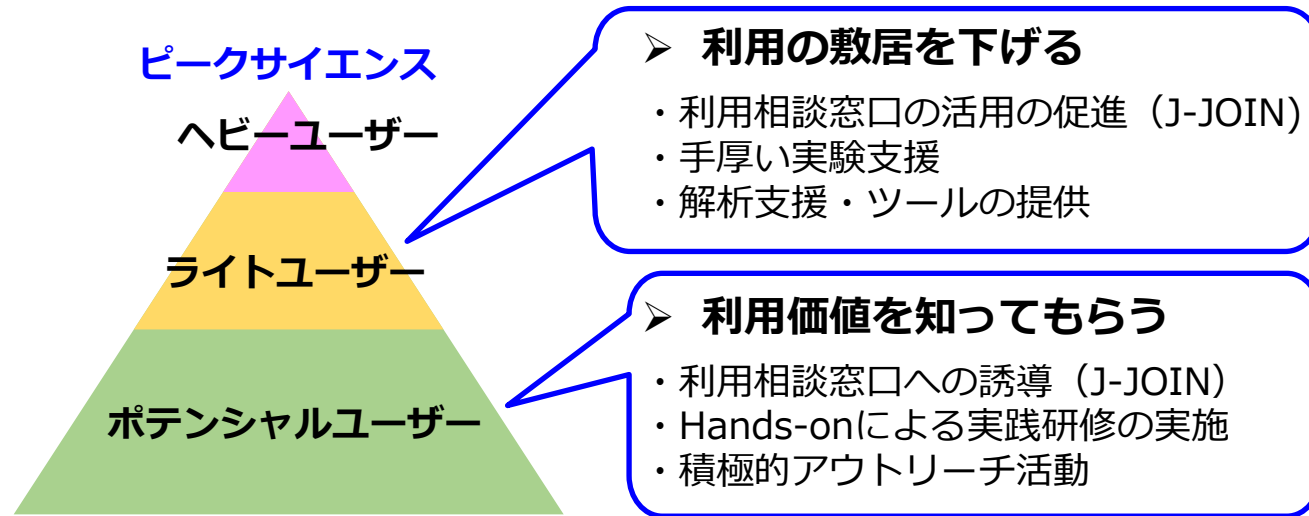 ピークサイエンス
ヘビーユーザー
ライトユーザー
ポテンシャルユーザー
➢ 利用の敷居を下げる
・利用相談窓口の活用の促進（J-JOIN)
・手厚い実験支援
・解析支援・ツールの提供
➢ 利用価値を知ってもらう
・利用相談窓口への誘導（J-JOIN）
・Hands-onによる実践研修の実施
・積極的アウトリーチ活動